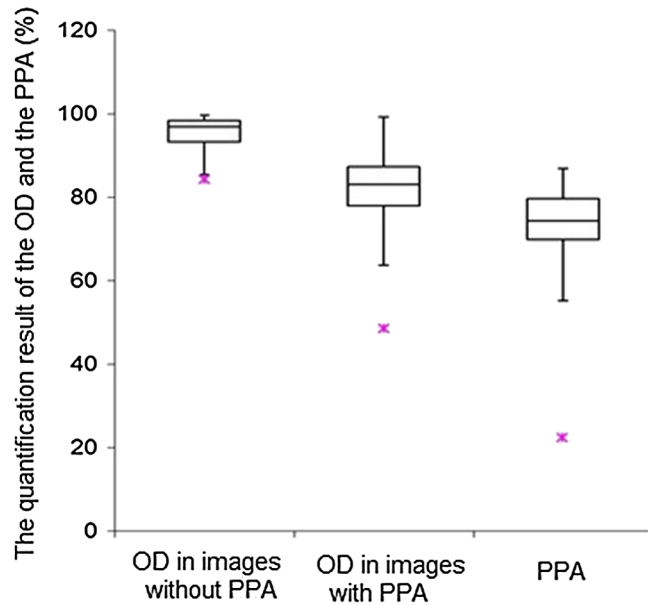 The quantification result of the OD and the PPA (%)
120
100
80
60
40
20
0
OD in images
without PPA
OD in images
with PPA
PPA